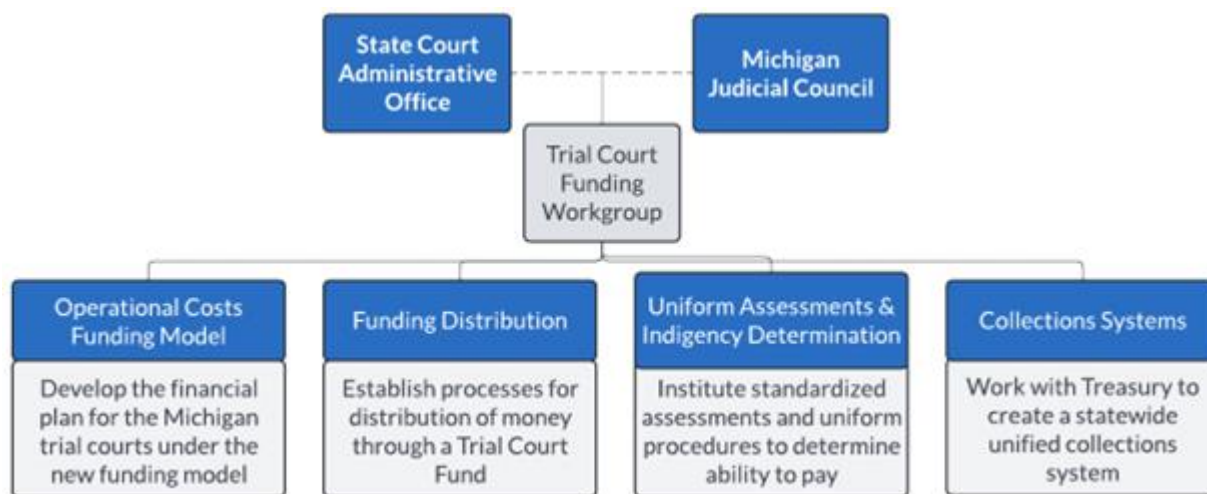 State Court
Administrative
Office
Michigan
Judicial Council
Trial Court
Funding
Workgroup
Operational Costs
Funding Model
Develop the financial
plan for the Michigan
trial courts under the
new funding model
Funding Distribution
Establish processes for
distribution of money
through a Trial Court
Fund
Uniform Assessments &
Indigency Determination
Institute standardized
assessments and uniform
procedures to determine
ability to pay
Collections Systems
Work with Treasury to
create a statewide
unified collections
system